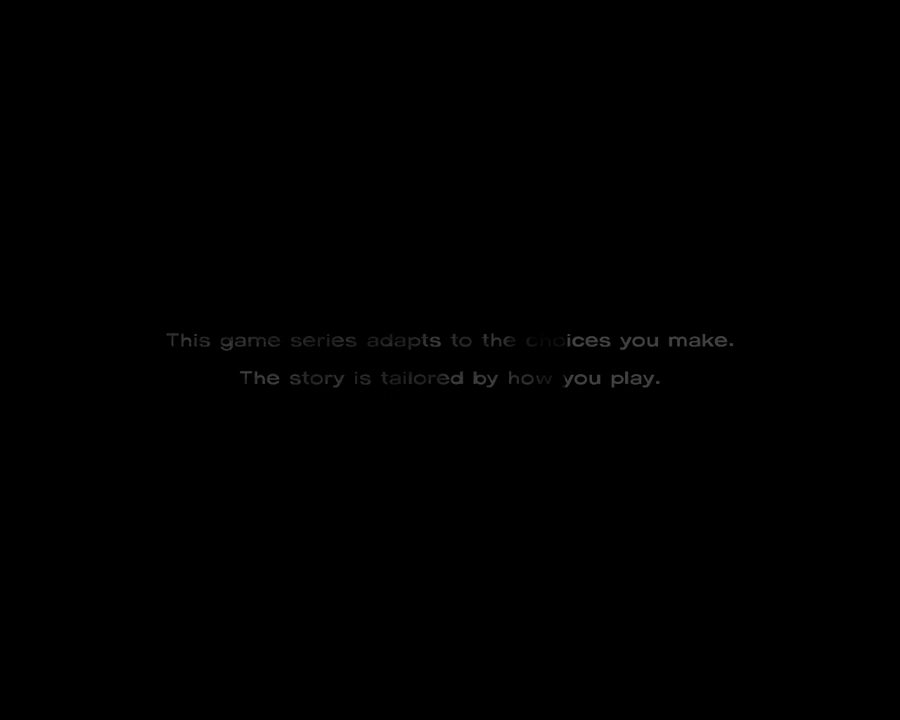 This game series adapts to the choices you make.
The story is tailored by how you play.